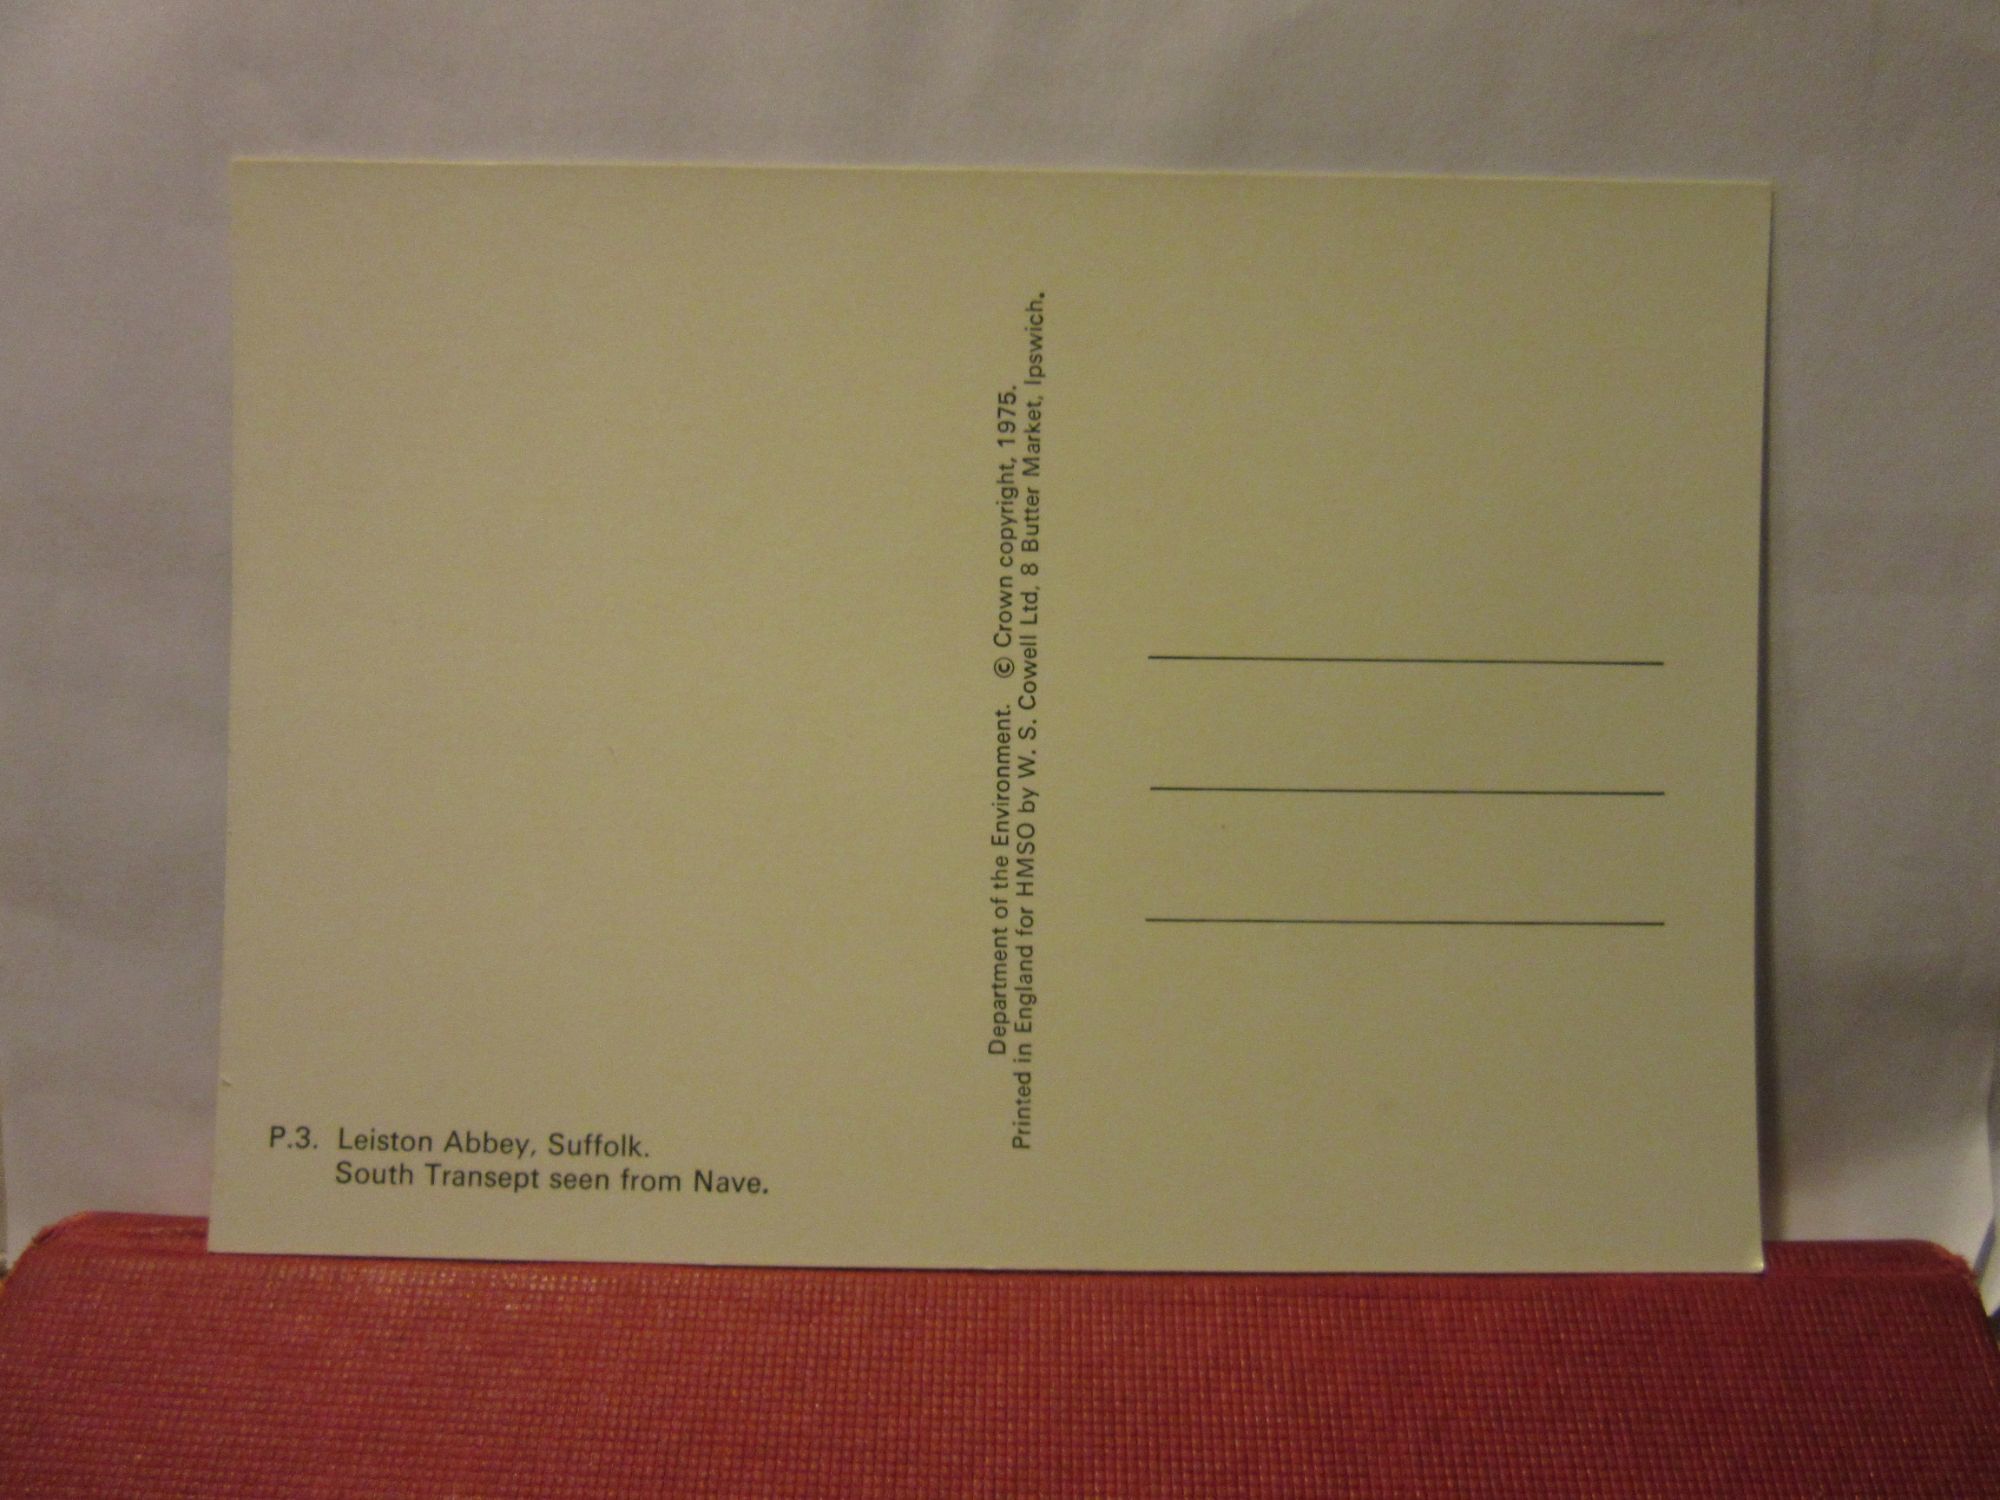 P.3. Leiston Abbey, Suffolk.
South Transept seen from Nave.
Department of the Environment. © Crown copyright, 1975.
Printed in England for HMSO by W. S. Cowell Ltd, 8 Butter Market, Ipswich.